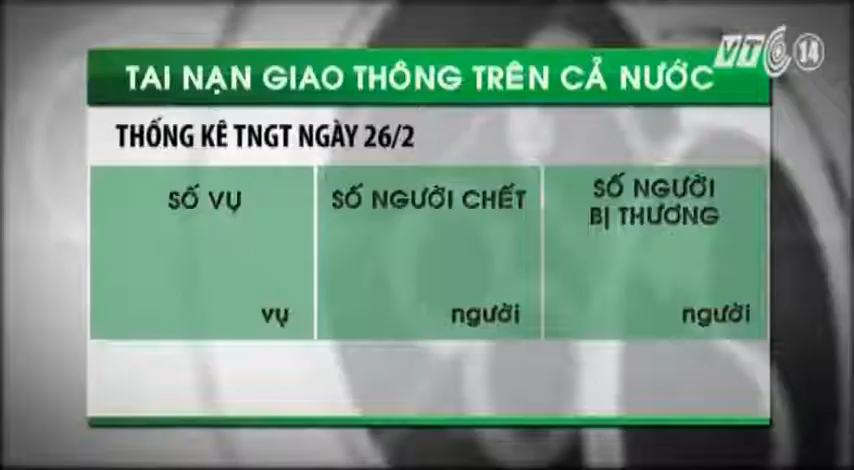 VTC 14
TAI NẠN GIAO THÔNG TRÊN CẢ NƯỚC
THỐNG KÊ TNGT NGÀY 26/2
SỐ VỤ
vụ
SỐ NGƯỜI CHẾT
người
SỐ NGƯỜI
BỊ THƯƠNG
người